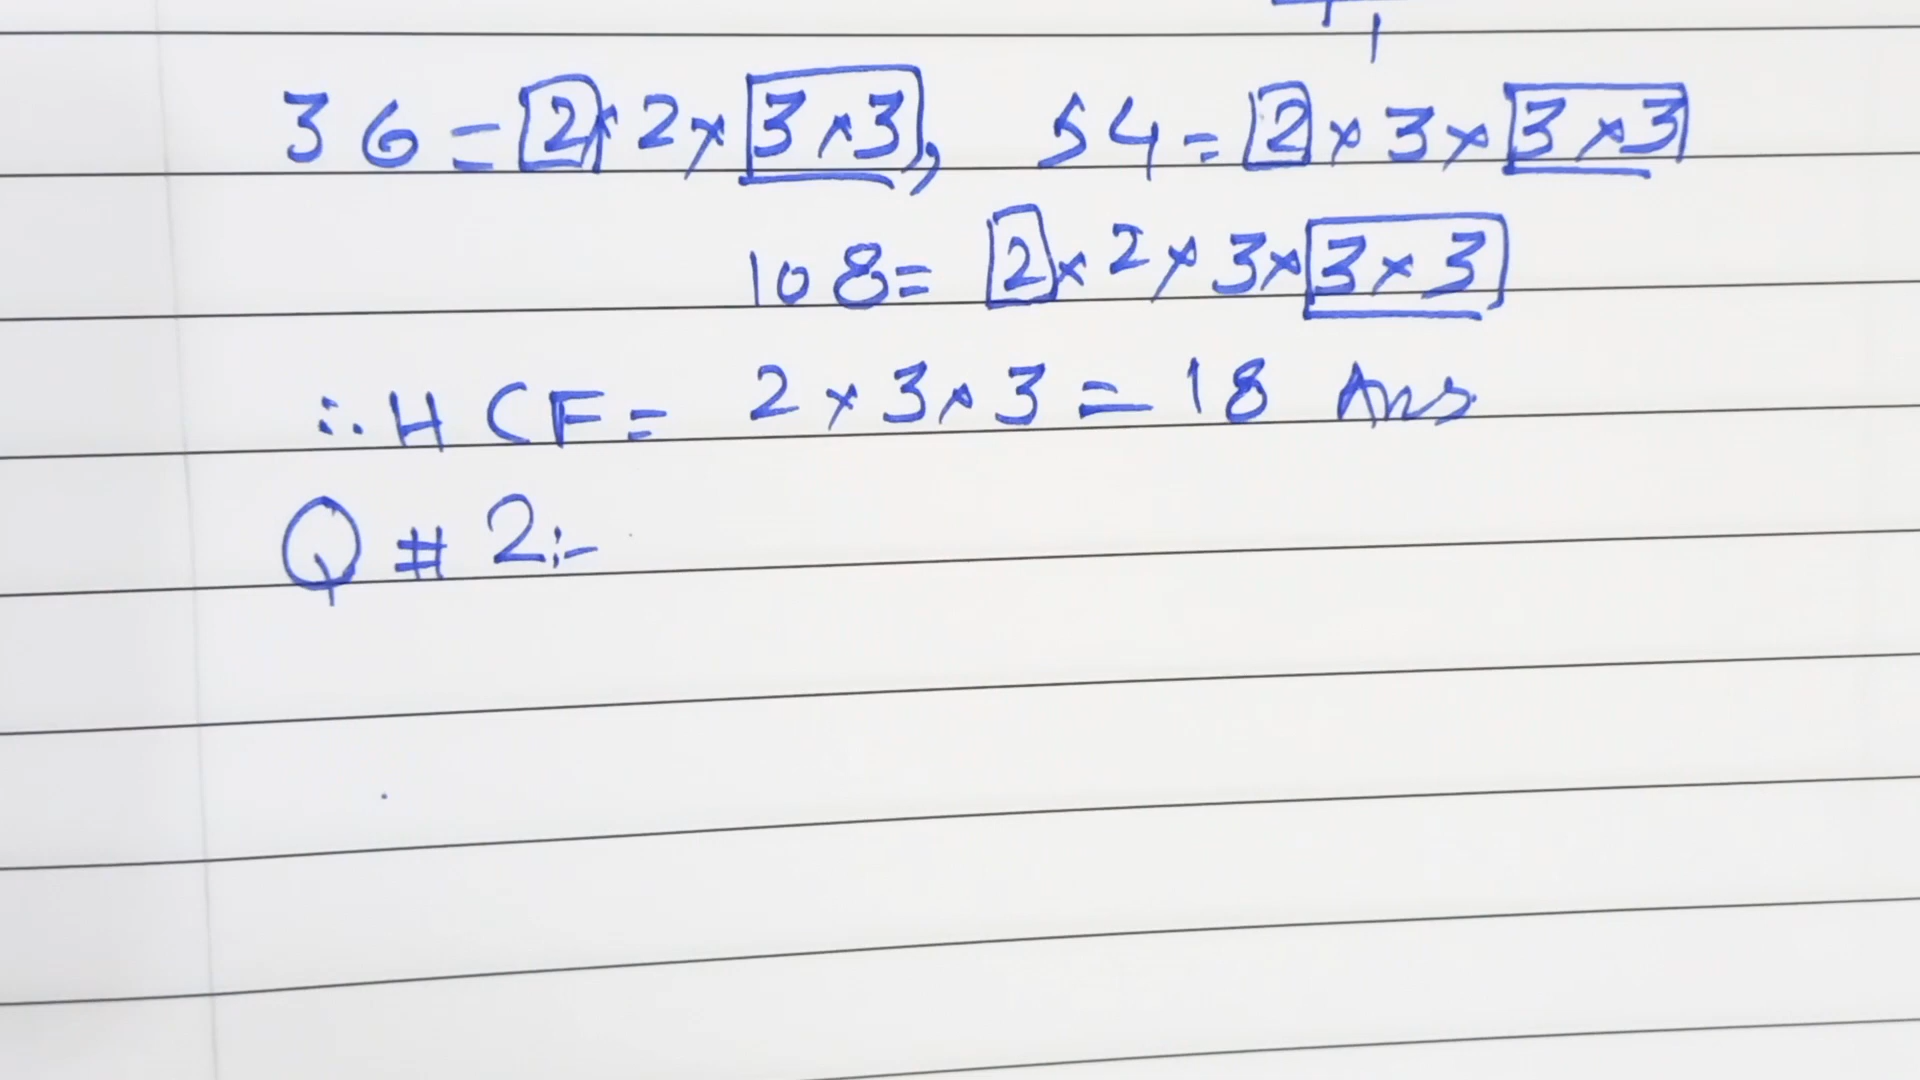 36 = 2 × 2 × 3 × 3, 54 = 2 × 3 × 3 × 3
108 = 2 × 2 × 3 × 3 × 3
∴ HCF = 2 × 3 × 3 = 18 Ans
Q # 2:-